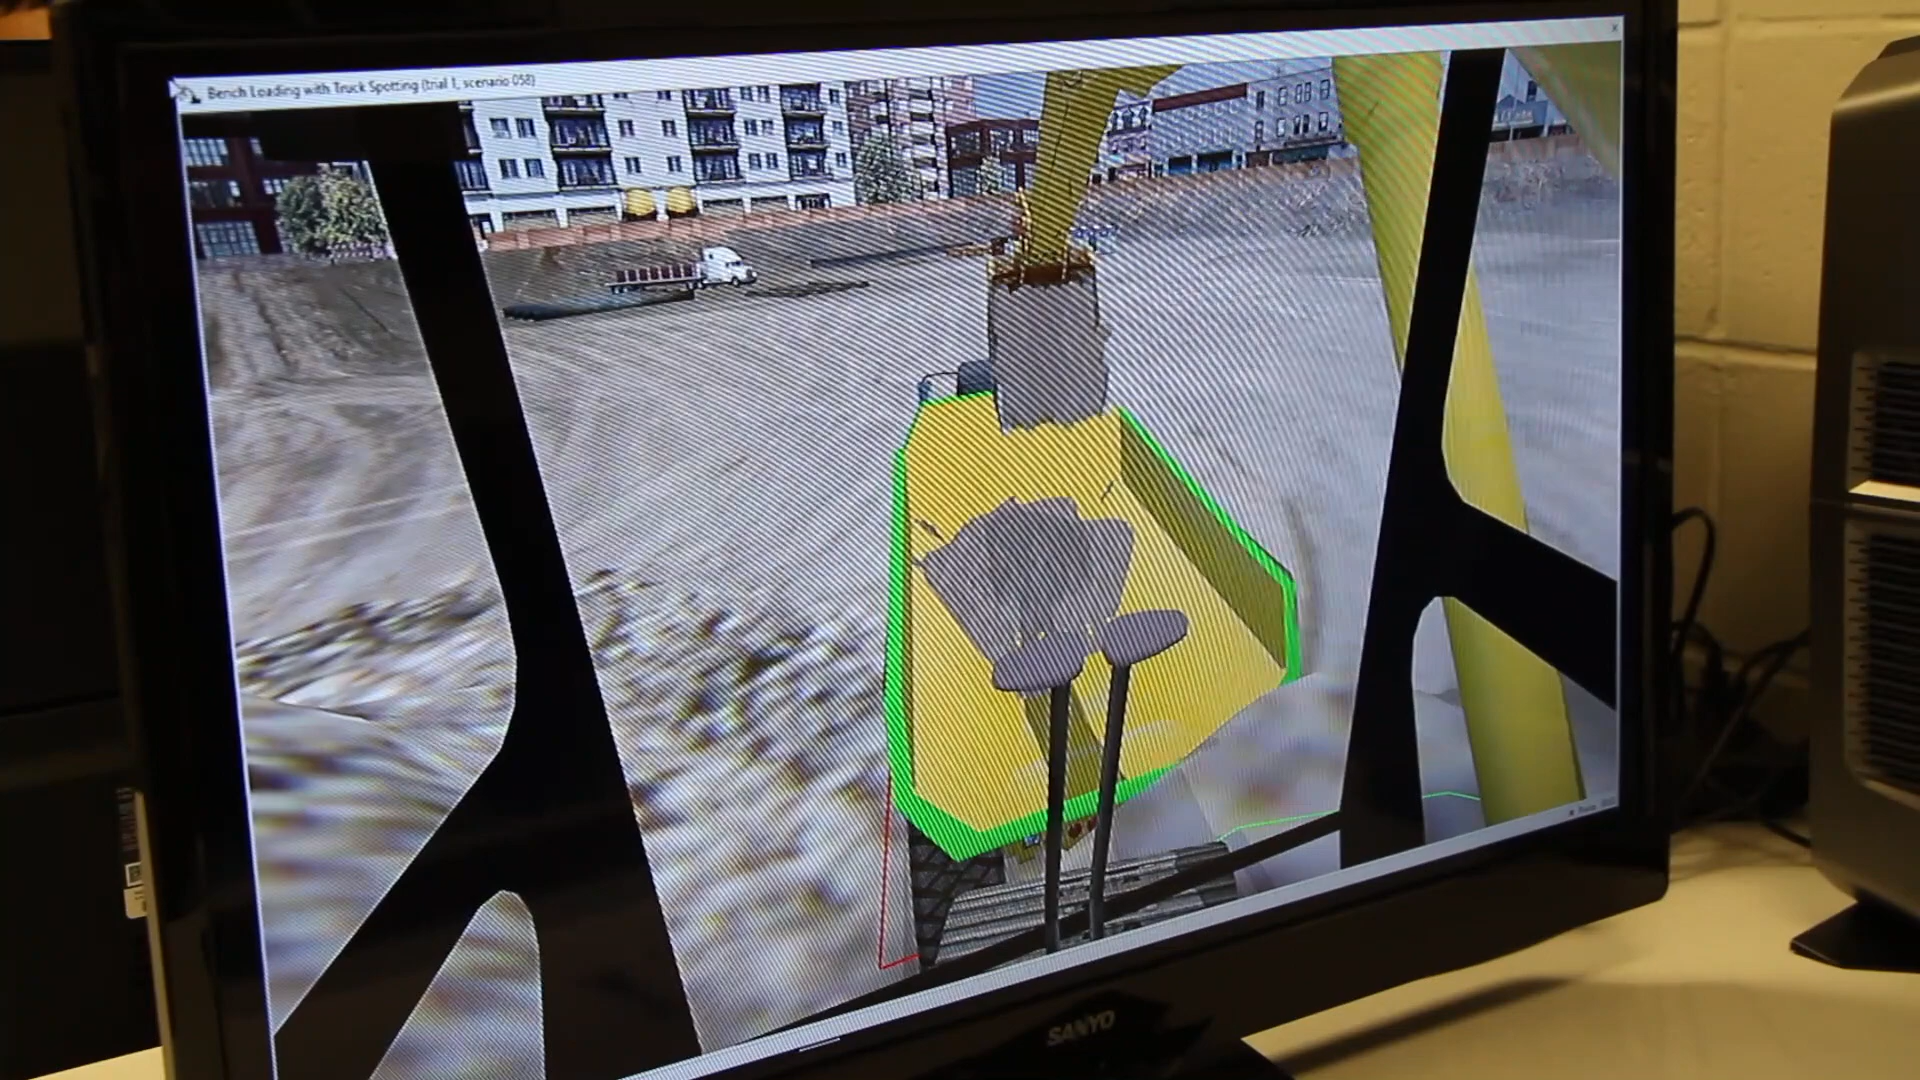 Bench Loading with Truck Spotting (trial 1, scenario 058)
SANYO